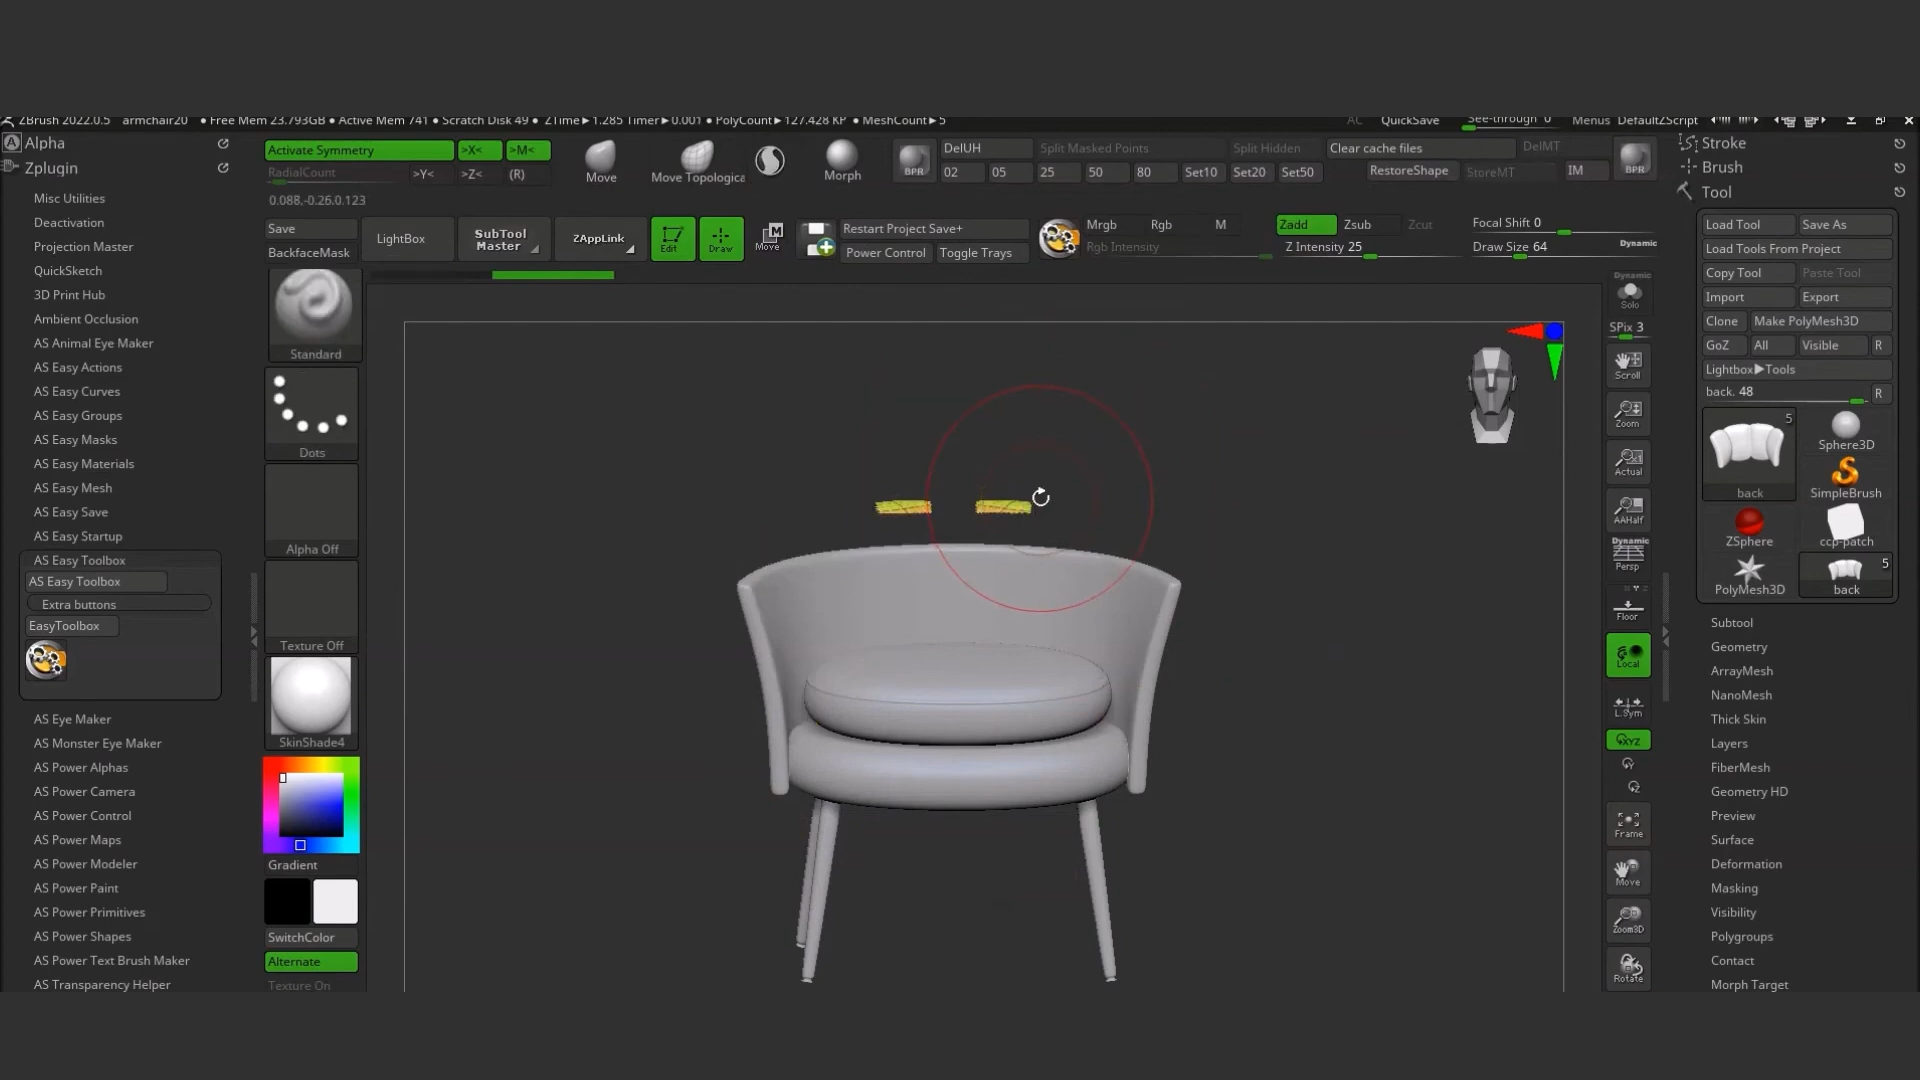 ZBrush 2022.0.5 armchair20 • Free Mem 23.793GB • Active Mem 741 • Scratch Disk 49 • ZTime▶1.285 Timer▶0.001 • PolyCount▶127.428 KP • MeshCount▶5 AC QuickSave See-through 0 Menus DefaultZScript
Alpha
Zplugin
Misc Utilities
Deactivation
Projection Master
QuickSketch
3D Print Hub
Ambient Occlusion
AS Animal Eye Maker
AS Easy Actions
AS Easy Curves
AS Easy Groups
AS Easy Masks
AS Easy Materials
AS Easy Mesh
AS Easy Save
AS Easy Startup
AS Easy Toolbox
AS Easy Toolbox
Extra buttons
EasyToolbox
AS Eye Maker
AS Monster Eye Maker
AS Power Alphas
AS Power Camera
AS Power Control
AS Power Maps
AS Power Modeler
AS Power Paint
AS Power Primitives
AS Power Shapes
AS Power Text Brush Maker
AS Transparency Helper
Activate Symmetry >X< >M<
RadialCount >Y< >Z< (R)
0.088,-0.26,0.123
Move
Move Topologica
Morph
BPR
DelUH Split Masked Points Split Hidden Clear cache files DelMT
02 05 25 50 80 Set10 Set20 Set50 RestoreShape StoreMT IM
BPR
Save
BackfaceMask
LightBox
SubTool
Master
ZAppLink
Edit
Draw
M
Move
Restart Project Save+
Power Control Toggle Trays
Mrgb Rgb M
Rgb Intensity
Zadd Zsub Zcut
Z Intensity 25
Focal Shift 0
Draw Size 64 Dynamic
Standard
Dots
Alpha Off
Texture Off
SkinShade4
Gradient
SwitchColor
Alternate
Texture On
Dynamic
Solo
SPix 3
Scroll
Zoom
Actual
AAHalf
Dynamic
Persp
Floor
Local
L.Sym
XYZ
Frame
Move
Zoom3D
Rotate
Stroke
Brush
Tool
Load Tool Save As
Load Tools From Project
Copy Tool Paste Tool
Import Export
Clone Make PolyMesh3D
GoZ All Visible R
Lightbox▶Tools
back. 48 R
5
back
Sphere3D
SimpleBrush
ZSphere
ccp-patch
PolyMesh3D
5
back
Subtool
Geometry
ArrayMesh
NanoMesh
Thick Skin
Layers
FiberMesh
Geometry HD
Preview
Surface
Deformation
Masking
Visibility
Polygroups
Contact
Morph Target